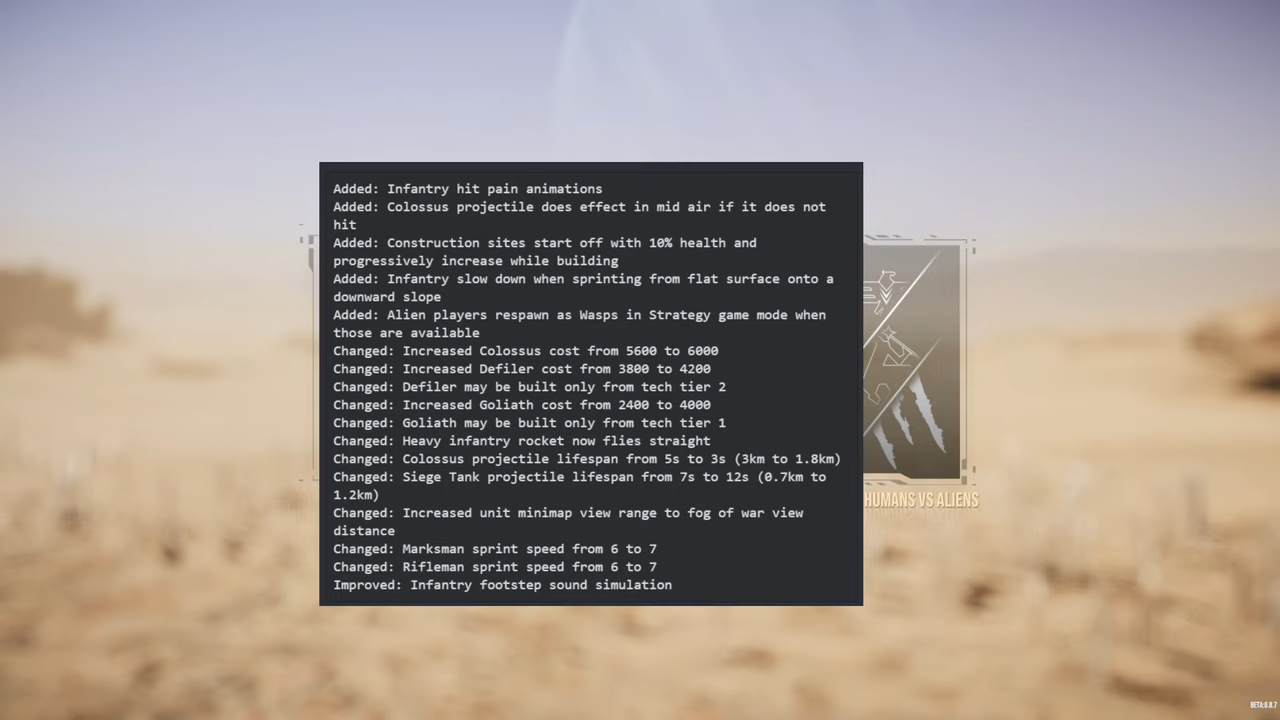 Added: Infantry hit pain animations
Added: Colossus projectile does effect in mid air if it does not
hit
Added: Construction sites start off with 10% health and
progressively increase while building
Added: Infantry slow down when sprinting from flat surface onto a
downward slope
Added: Alien players respawn as Wasps in Strategy game mode when
those are available
Changed: Increased Colossus cost from 5600 to 6000
Changed: Increased Defiler cost from 3800 to 4200
Changed: Defiler may be built only from tech tier 2
Changed: Increased Goliath cost from 2400 to 4000
Changed: Goliath may be built only from tech tier 1
Changed: Heavy infantry rocket now flies straight
Changed: Colossus projectile lifespan from 5s to 3s (3km to 1.8km)
Changed: Siege Tank projectile lifespan from 7s to 12s (0.7km to
1.2km)
Changed: Increased unit minimap view range to fog of war view
distance
Changed: Marksman sprint speed from 6 to 7
Changed: Rifleman sprint speed from 6 to 7
Improved: Infantry footstep sound simulation
HUMANS VS ALIENS
BETA:0.8.7